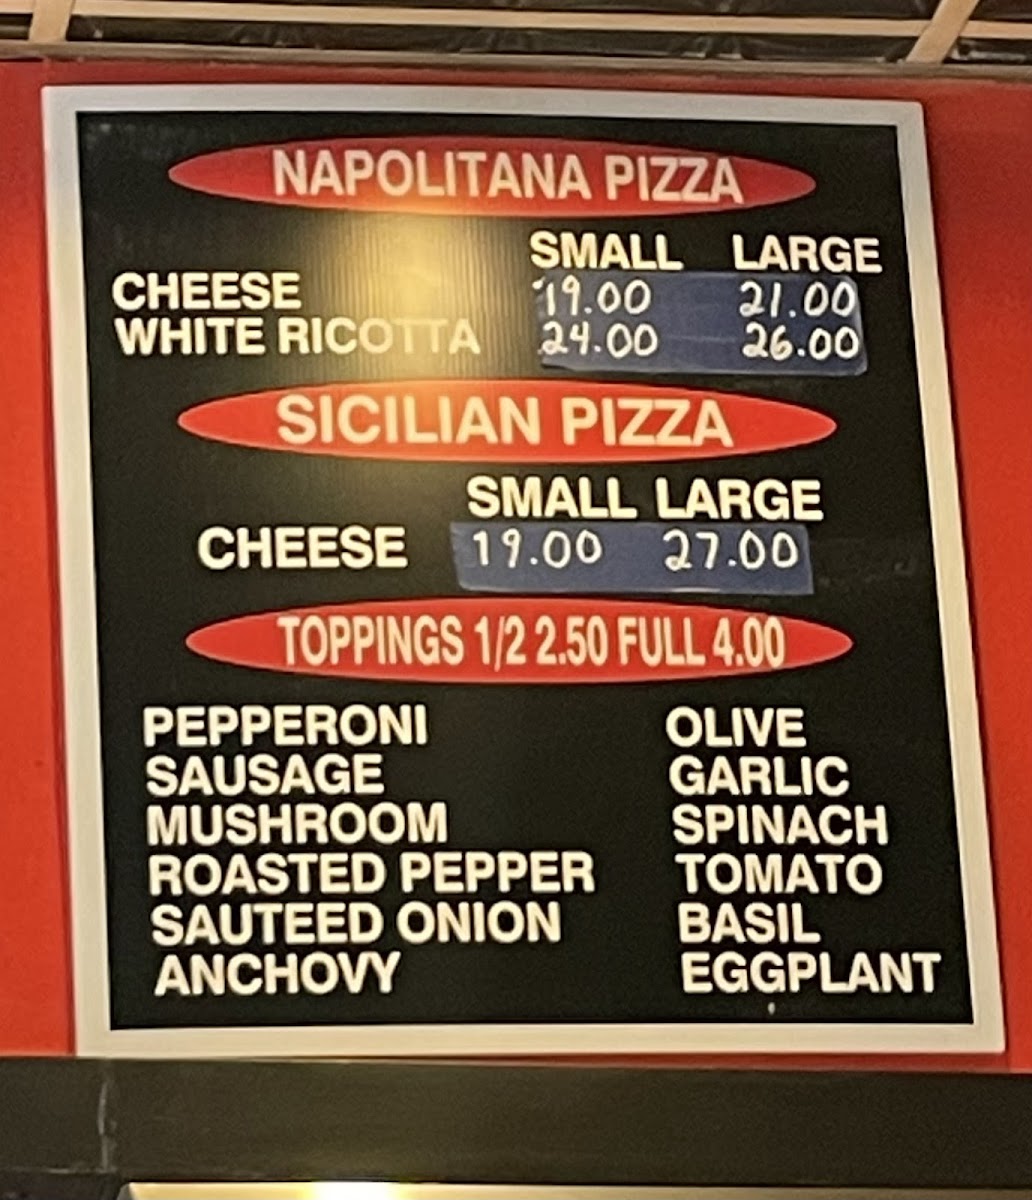 NAPOLITANA PIZZA
SMALL LARGE
CHEESE 19.00 21.00
WHITE RICOTTA 24.00 26.00
SICILIAN PIZZA
SMALL LARGE
CHEESE 19.00 27.00
TOPPINGS 1/2 2.50 FULL 4.00
PEPPERONI OLIVE
SAUSAGE GARLIC
MUSHROOM SPINACH
ROASTED PEPPER TOMATO
SAUTEED ONION BASIL
ANCHOVY EGGPLANT